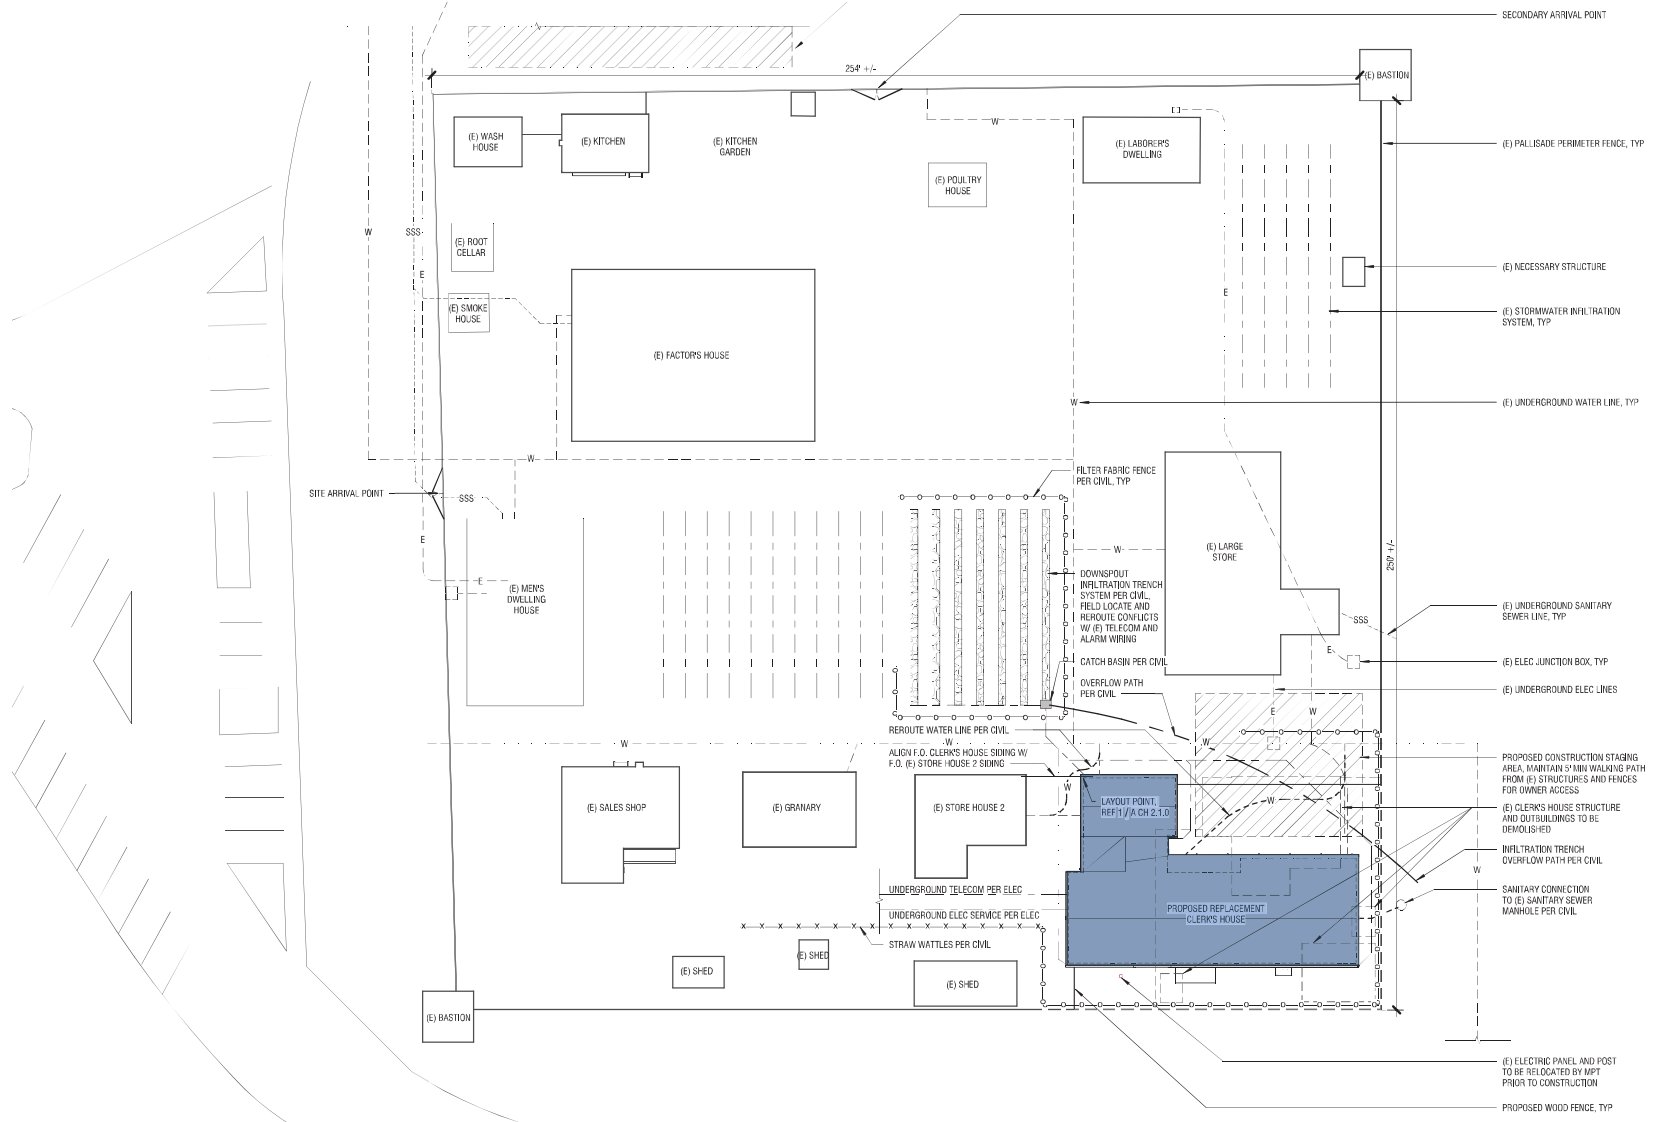 SECONDARY ARRIVAL POINT
254' +/-
(E) BASTION
W
(E) WASH
HOUSE
(E) KITCHEN
(E) KITCHEN
GARDEN
(E) LABORER'S
DWELLING
(E) PALLISADE PERIMETER FENCE, TYP
(E) POULTRY
HOUSE
W
SSS
(E) ROOT
CELLAR
E
(E) NECESSARY STRUCTURE
E
(E) SMOKE
HOUSE
(E) STORMWATER INFILTRATION
SYSTEM, TYP
(E) FACTOR'S HOUSE
W
(E) UNDERGROUND WATER LINE, TYP
W
FILTER FABRIC FENCE
PER CIVIL, TYP
SITE ARRIVAL POINT
SSS
E
W
(E) LARGE
STORE
250' +/-
DOWNSPOUT
INFILTRATION TRENCH
SYSTEM PER CIVIL,
FIELD LOCATE AND
REROUTE CONFLICTS
W/ (E) TELECOM AND
ALARM WIRING
E
(E) MEN'S
DWELLING
HOUSE
(E) UNDERGROUND SANITARY
SEWER LINE, TYP
SSS
E
CATCH BASIN PER CIVIL
(E) ELEC JUNCTION BOX, TYP
OVERFLOW PATH
PER CIVIL
(E) UNDERGROUND ELEC LINES
E
W
REROUTE WATER LINE PER CIVIL
W
W
W
ALIGN F.O. CLERK'S HOUSE SIDING W/
F.O. (E) STORE HOUSE 2 SIDING
PROPOSED CONSTRUCTION STAGING
AREA, MAINTAIN 5' MIN WALKING PATH
FROM (E) STRUCTURES AND FENCES
FOR OWNER ACCESS
W
W
(E) SALES SHOP
(E) GRANARY
(E) STORE HOUSE 2
LAYOUT POINT,
REF 1 / A CH 2.1.0
(E) CLERK'S HOUSE STRUCTURE
AND OUTBUILDINGS TO BE
DEMOLISHED
INFILTRATION TRENCH
OVERFLOW PATH PER CIVIL
W
UNDERGROUND TELECOM PER ELEC
SANITARY CONNECTION
TO (E) SANITARY SEWER
MANHOLE PER CIVIL
PROPOSED REPLACEMENT
CLERK'S HOUSE
UNDERGROUND ELEC SERVICE PER ELEC
STRAW WATTLES PER CIVIL
(E) SHED
(E) SHED
(E) SHED
(E) BASTION
(E) ELECTRIC PANEL AND POST
TO BE RELOCATED BY MPT
PRIOR TO CONSTRUCTION
PROPOSED WOOD FENCE, TYP